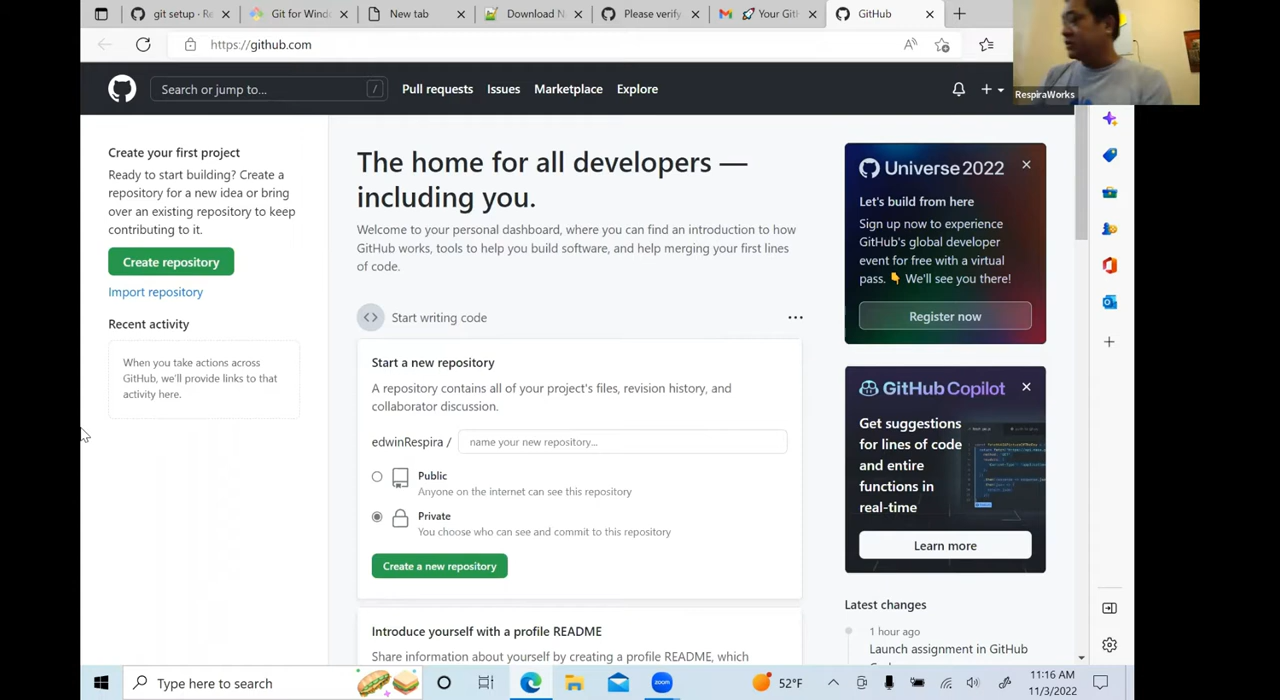 git setup · Re
Git for Wind
New tab
Download N
Please verify
Your GitH
GitHub
https://github.com
RespiraWorks
Search or jump to...
/
Pull requests
Issues
Marketplace
Explore
Create your first project
Ready to start building? Create a
repository for a new idea or bring
over an existing repository to keep
contributing to it.
Create repository
Import repository
Recent activity
When you take actions across
GitHub, we'll provide links to that
activity here.
The home for all developers —
including you.
Welcome to your personal dashboard, where you can find an introduction to how
GitHub works, tools to help you build software, and help merging your first lines
of code.
Start writing code
Start a new repository
A repository contains all of your project's files, revision history, and
collaborator discussion.
edwinRespira /
name your new repository...
Public
Anyone on the internet can see this repository
Private
You choose who can see and commit to this repository
Create a new repository
Introduce yourself with a profile README
Share information about yourself by creating a profile README, which
Universe 2022
Let's build from here
Sign up now to experience
GitHub's global developer
event for free with a virtual
pass. 👇 We'll see you there!
Register now
GitHub Copilot
Get suggestions
for lines of code
and entire
functions in
real-time
Learn more
Latest changes
1 hour ago
Launch assignment in GitHub
Type here to search
zoom
52°F
11:16 AM
11/3/2022